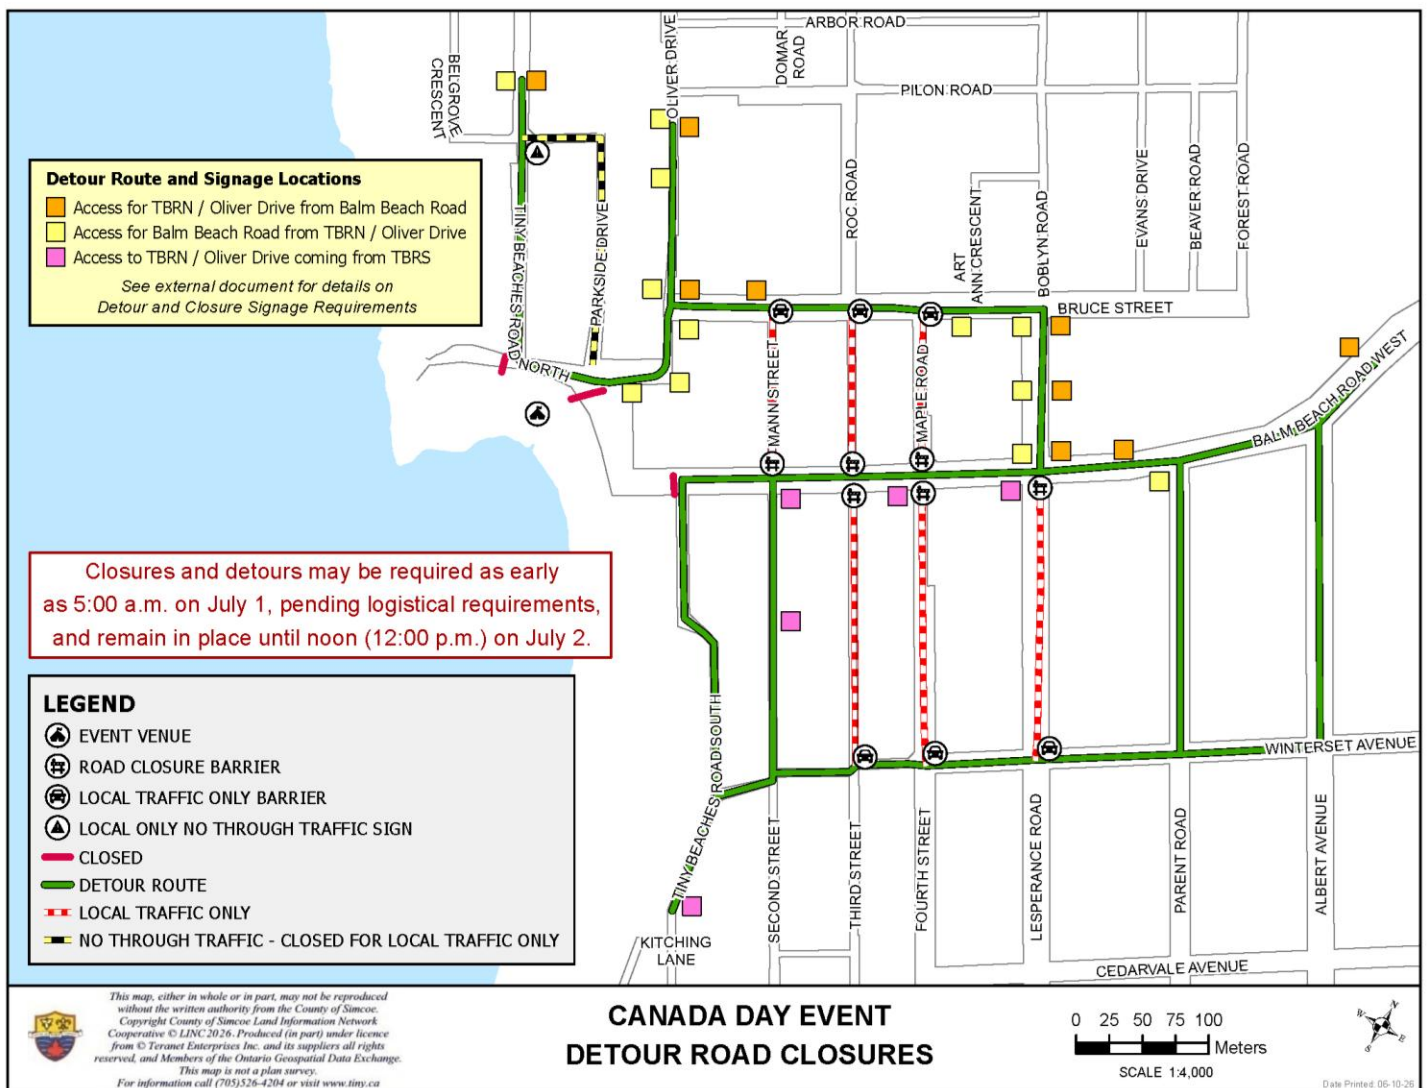 ARBOR ROAD
BELGROVE
CRESCENT
OLIVER DRIVE
DOMAR
ROAD
PILON ROAD
Detour Route and Signage Locations
Access for TBRN / Oliver Drive from Balm Beach Road
Access for Balm Beach Road from TBRN / Oliver Drive
Access to TBRN / Oliver Drive coming from TBRS
See external document for details on
Detour and Closure Signage Requirements
TINY BEACHES ROAD
NORTH
PARKSIDE DRIVE
ROC ROAD
ART
ANN CRESCENT
BOBLYN ROAD
EVANS DRIVE
BEAVER ROAD
FOREST ROAD
BRUCE STREET
MANN STREET
MAPLE ROAD
BALM BEACH ROAD WEST
Closures and detours may be required as early
as 5:00 a.m. on July 1, pending logistical requirements,
and remain in place until noon (12:00 p.m.) on July 2.
LEGEND
EVENT VENUE
ROAD CLOSURE BARRIER
LOCAL TRAFFIC ONLY BARRIER
LOCAL ONLY NO THROUGH TRAFFIC SIGN
CLOSED
DETOUR ROUTE
LOCAL TRAFFIC ONLY
NO THROUGH TRAFFIC - CLOSED FOR LOCAL TRAFFIC ONLY
TINY BEACHES ROAD SOUTH
WINTERSET AVENUE
SECOND STREET
THIRD STREET
FOURTH STREET
LESPERANCE ROAD
PARENT ROAD
ALBERT AVENUE
KITCHING
LANE
CEDARVALE AVENUE
This map, either in whole or in part, may not be reproduced
without the written authority from the County of Simcoe.
Copyright County of Simcoe Land Information Network
Cooperative © LINC 2026. Produced (in part) under licence
from © Teranet Enterprises Inc. and its suppliers all rights
reserved, and Members of the Ontario Geospatial Data Exchange.
This map is not a plan survey.
For information call (705)526-4204 or visit www.tiny.ca
CANADA DAY EVENT
DETOUR ROAD CLOSURES
0 25 50 75 100
Meters
SCALE 1:4,000
N
W
E
S
Date Printed: 06-10-26